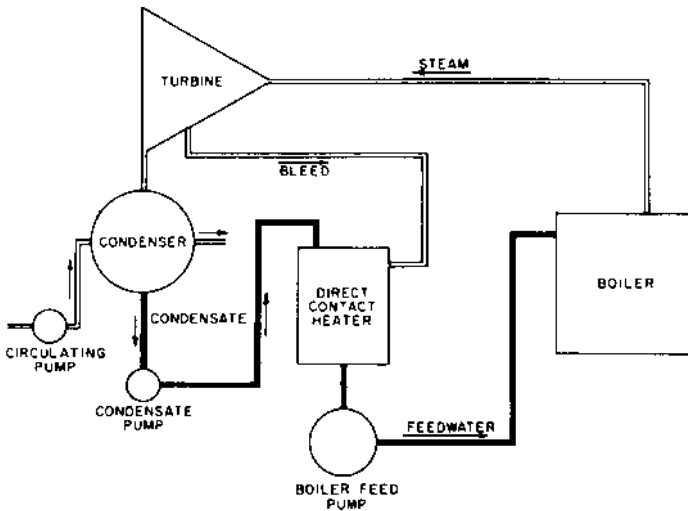 STEAM
TURBINE
BLEED
CONDENSER
DIRECT
CONTACT
HEATER
BOILER
CONDENSATE
CIRCULATING
PUMP
CONDENSATE
PUMP
FEEDWATER
BOILER FEED
PUMP